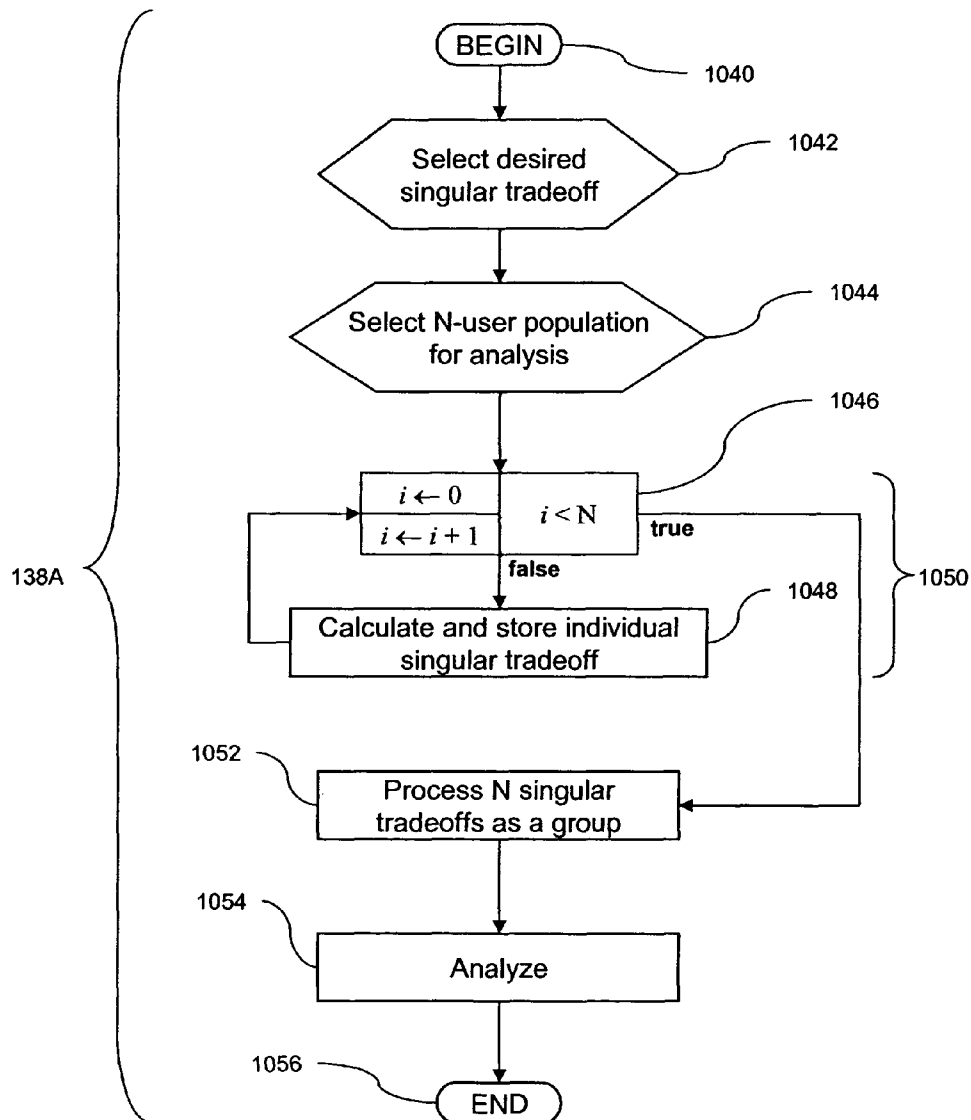 BEGIN
1040
Select desired
singular tradeoff
1042
Select N-user population
for analysis
1044
1046
i ← 0
i ← i + 1
i < N
true
false
138A
1050
1048
Calculate and store individual
singular tradeoff
1052
Process N singular
tradeoffs as a group
1054
Analyze
1056
END